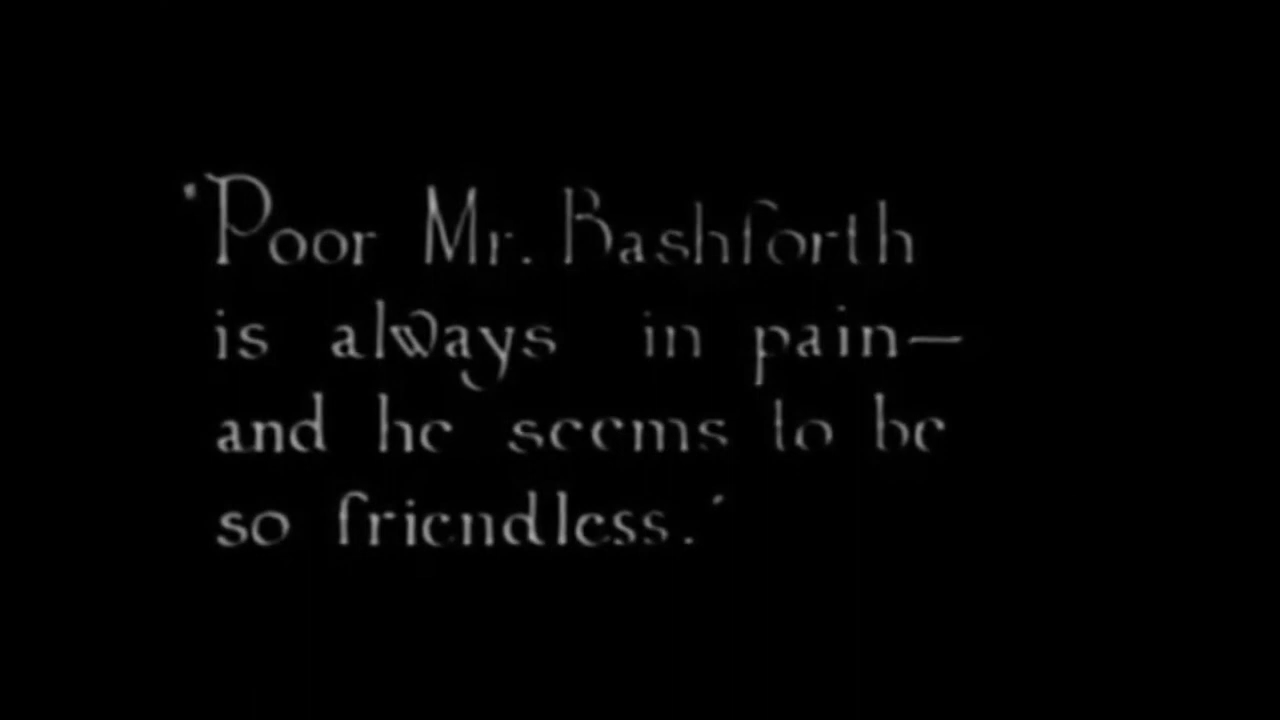 'Poor Mr. Bashforth
is always in pain—
and he seems to be
so friendless.'